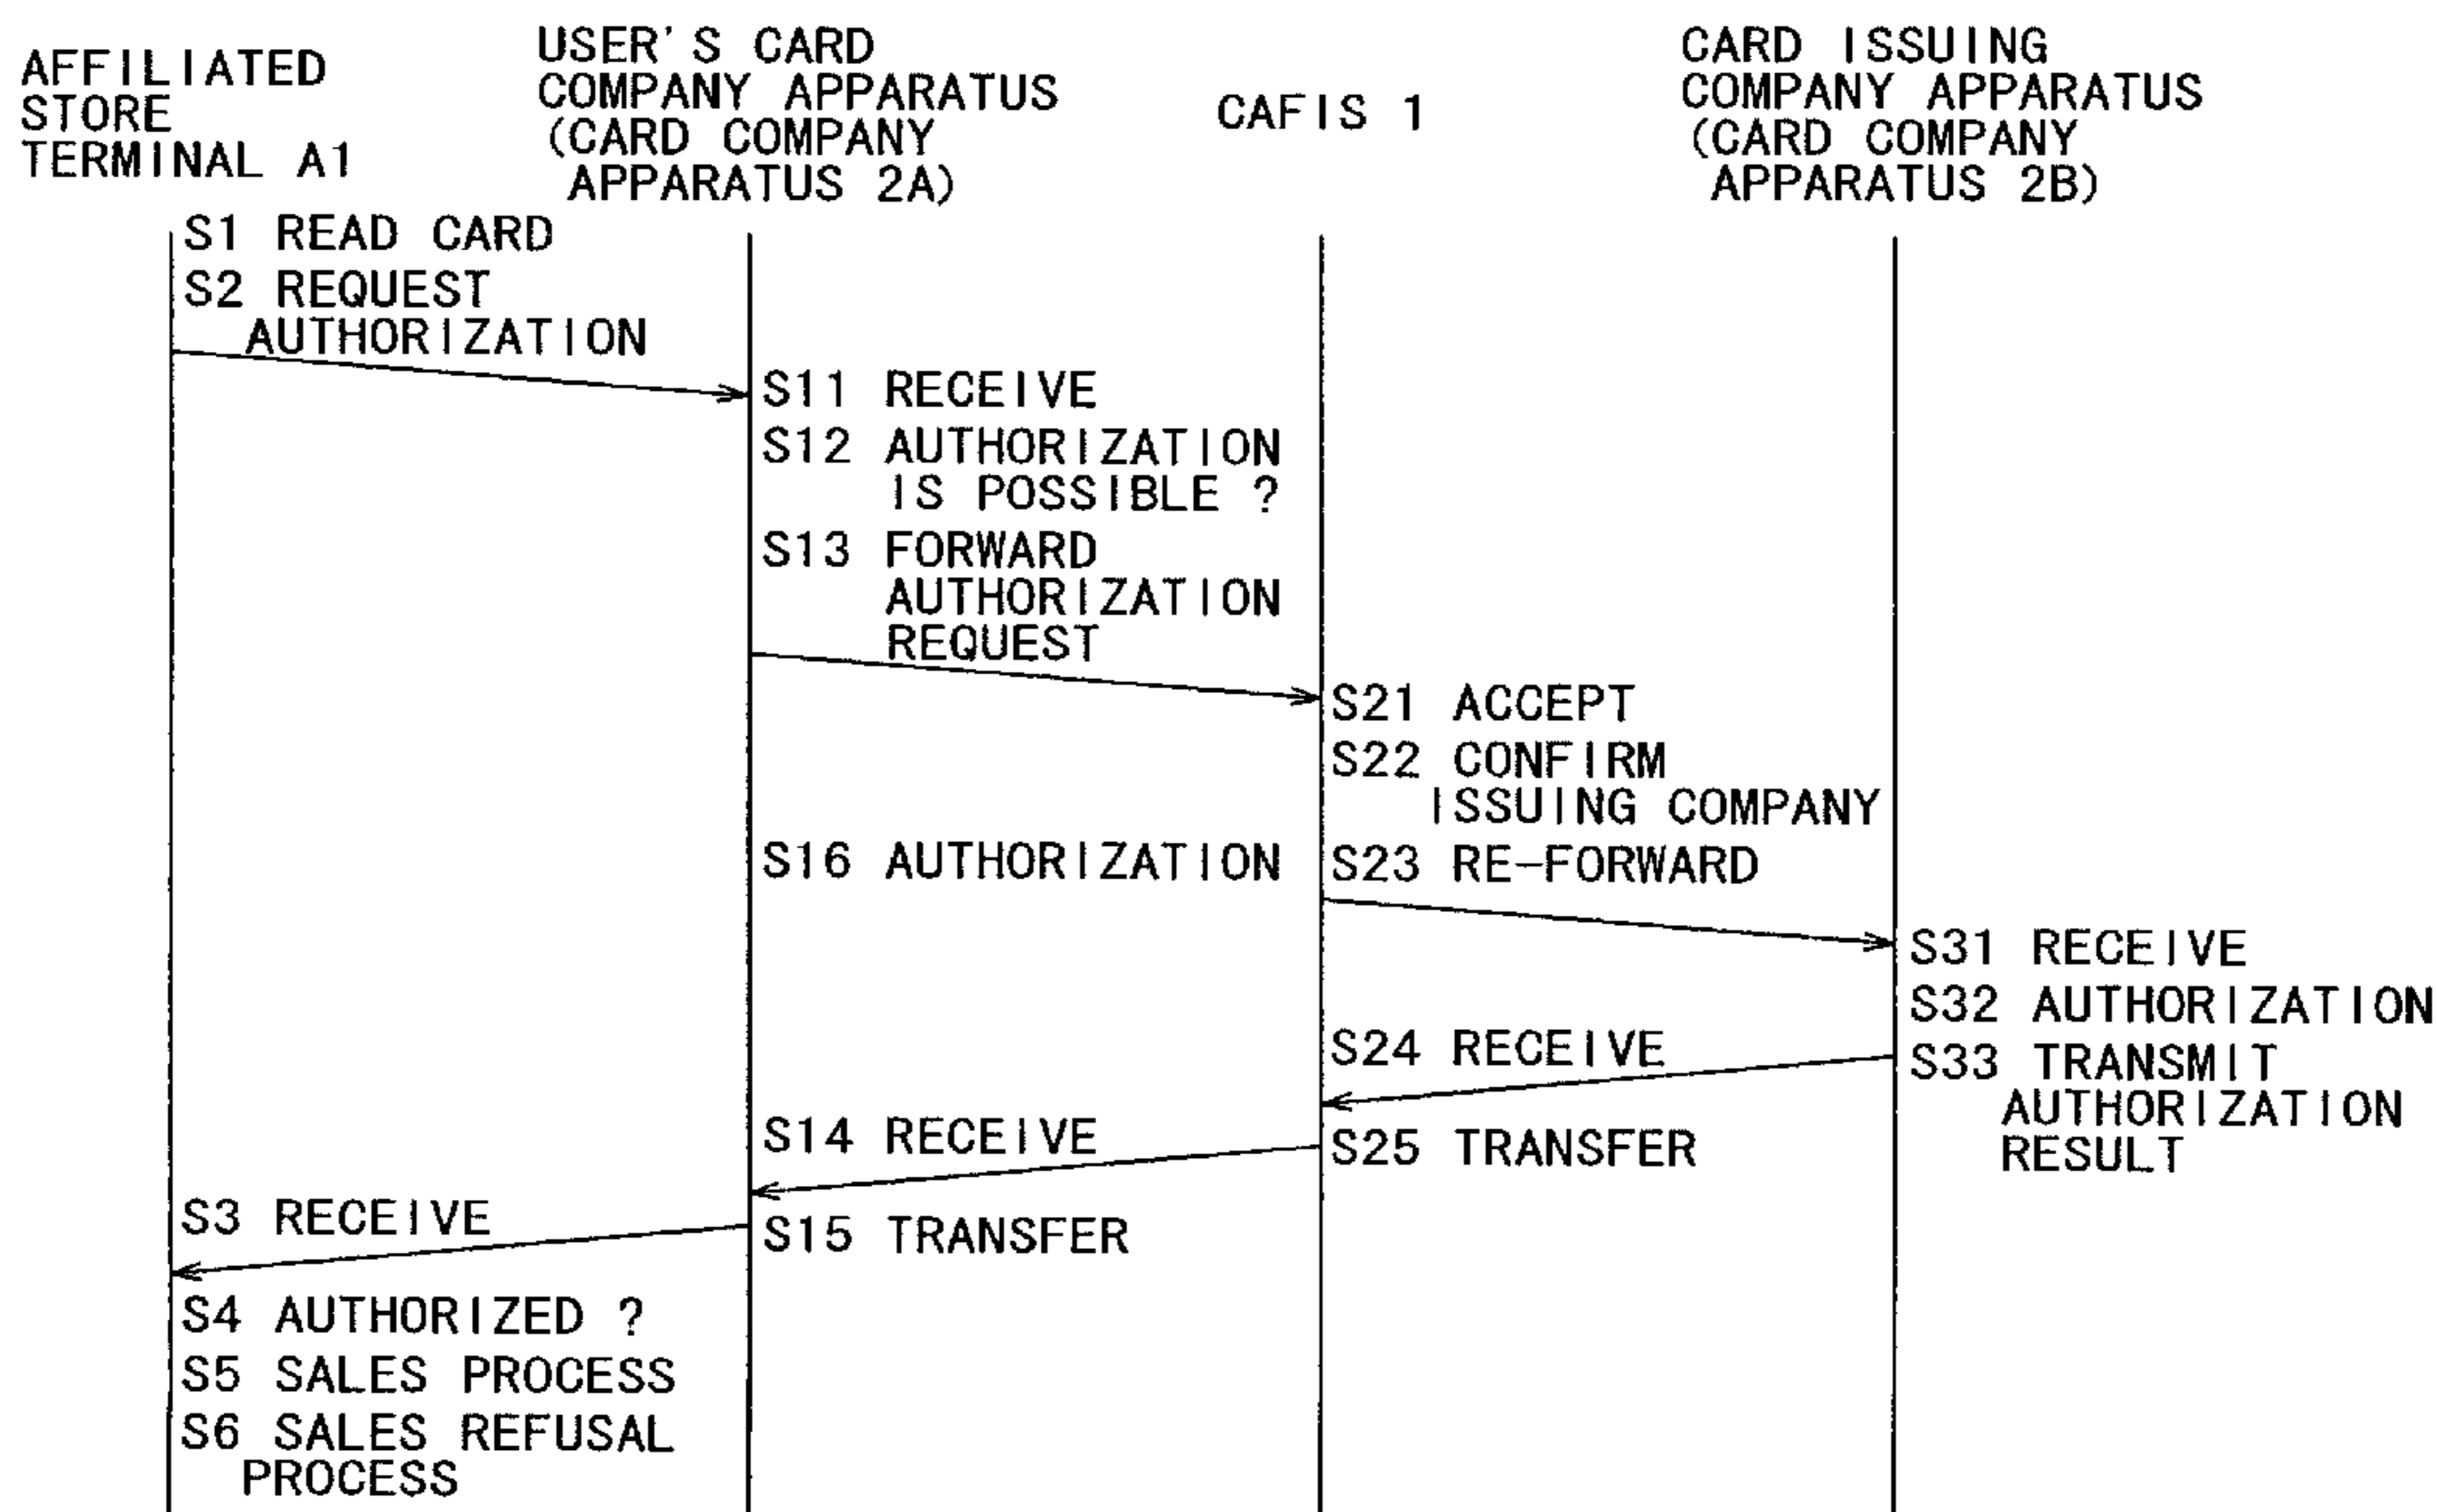 AFFILIATED
STORE
TERMINAL A1
USER'S CARD
COMPANY APPARATUS
(CARD COMPANY
APPARATUS 2A)
CAFIS 1
CARD ISSUING
COMPANY APPARATUS
(CARD COMPANY
APPARATUS 2B)
S1 READ CARD
S2 REQUEST
AUTHORIZATION
S11 RECEIVE
S12 AUTHORIZATION
IS POSSIBLE ?
S13 FORWARD
AUTHORIZATION
REQUEST
S21 ACCEPT
S22 CONFIRM
ISSUING COMPANY
S16 AUTHORIZATION
S23 RE-FORWARD
S31 RECEIVE
S32 AUTHORIZATION
S24 RECEIVE
S33 TRANSMIT
AUTHORIZATION
RESULT
S14 RECEIVE
S25 TRANSFER
S3 RECEIVE
S15 TRANSFER
S4 AUTHORIZED ?
S5 SALES PROCESS
S6 SALES REFUSAL
PROCESS